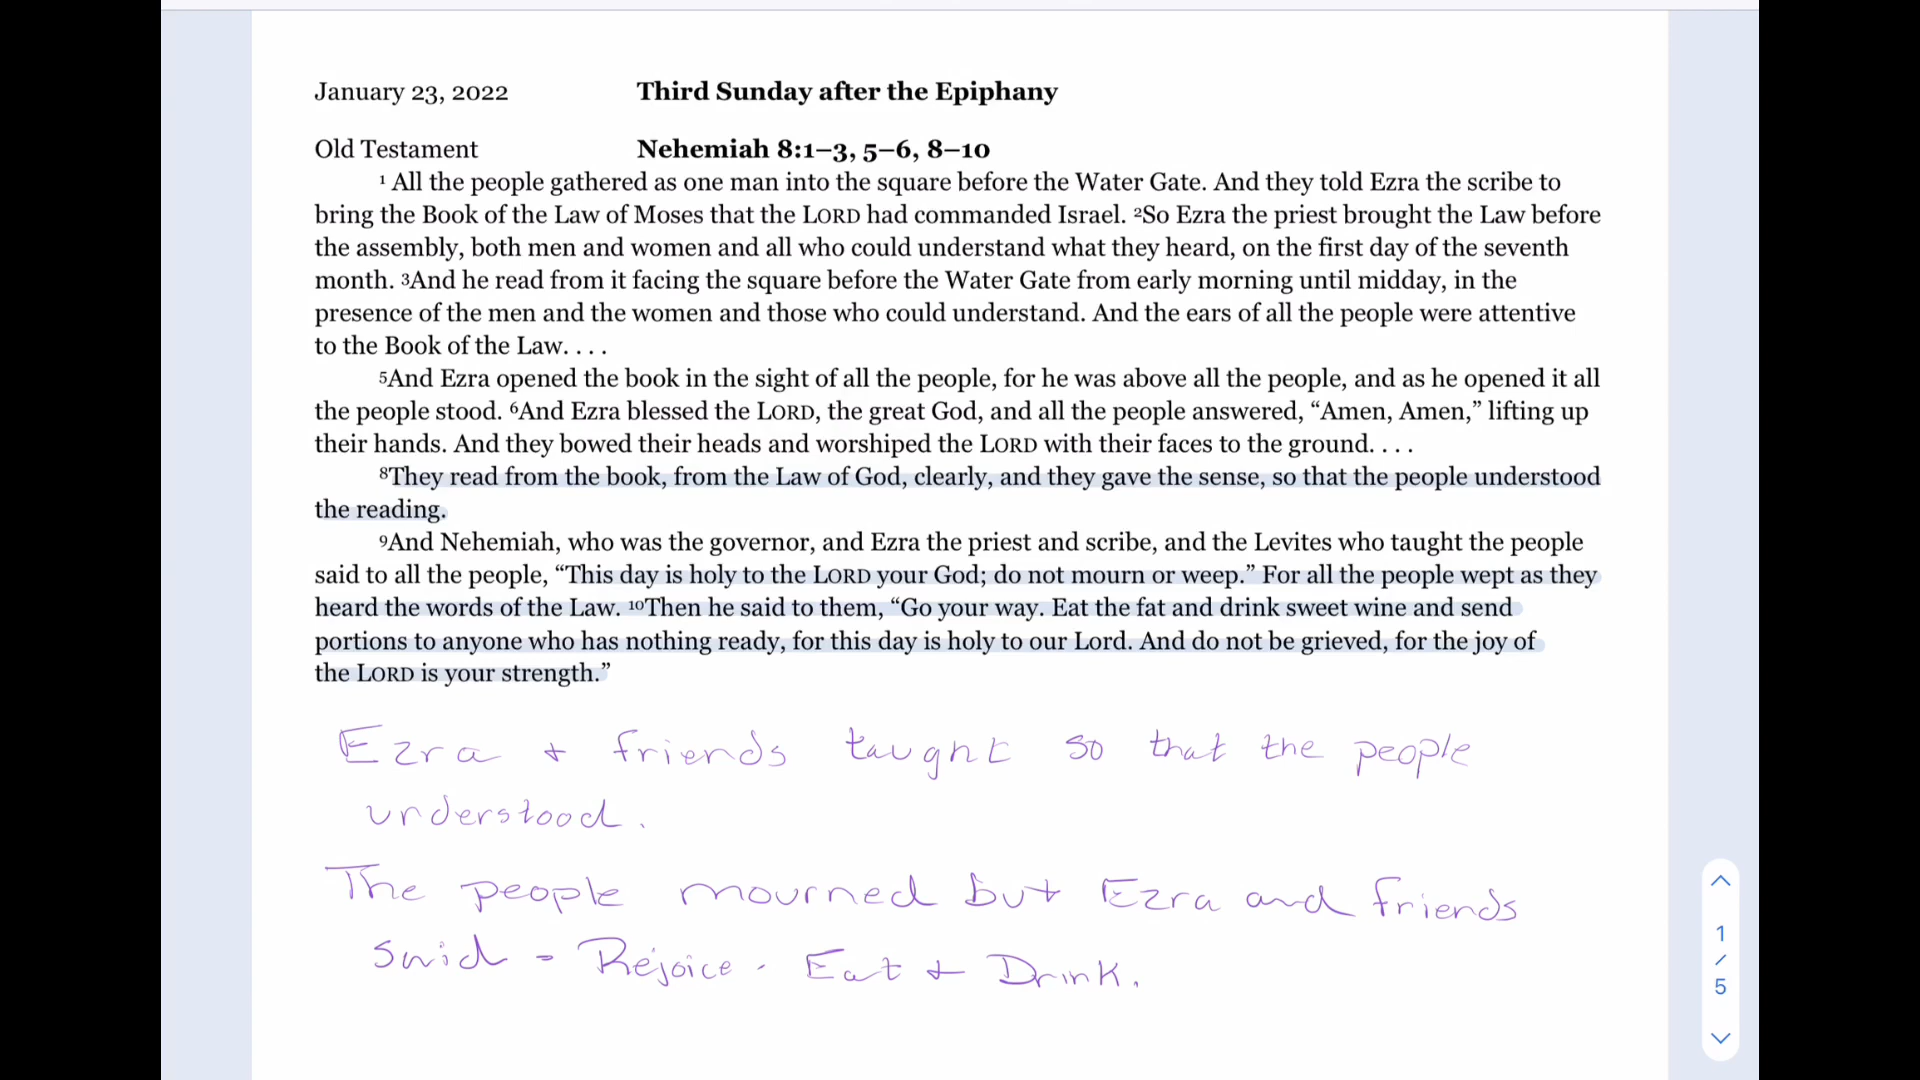 January 23, 2022 Third Sunday after the Epiphany
Old Testament Nehemiah 8:1–3, 5–6, 8–10
¹ All the people gathered as one man into the square before the Water Gate. And they told Ezra the scribe to
bring the Book of the Law of Moses that the LORD had commanded Israel. ²So Ezra the priest brought the Law before
the assembly, both men and women and all who could understand what they heard, on the first day of the seventh
month. ³And he read from it facing the square before the Water Gate from early morning until midday, in the
presence of the men and the women and those who could understand. And the ears of all the people were attentive
to the Book of the Law. . . .
⁵And Ezra opened the book in the sight of all the people, for he was above all the people, and as he opened it all
the people stood. ⁶And Ezra blessed the LORD, the great God, and all the people answered, “Amen, Amen,” lifting up
their hands. And they bowed their heads and worshiped the LORD with their faces to the ground. . . .
⁸They read from the book, from the Law of God, clearly, and they gave the sense, so that the people understood
the reading.
⁹And Nehemiah, who was the governor, and Ezra the priest and scribe, and the Levites who taught the people
said to all the people, “This day is holy to the LORD your God; do not mourn or weep.” For all the people wept as they
heard the words of the Law. ¹⁰Then he said to them, “Go your way. Eat the fat and drink sweet wine and send
portions to anyone who has nothing ready, for this day is holy to our Lord. And do not be grieved, for the joy of
the LORD is your strength.”
Ezra + friends taught so that the people
understood.
The people mourned but Ezra and friends
said - Rejoice - Eat + Drink.
1
/
5